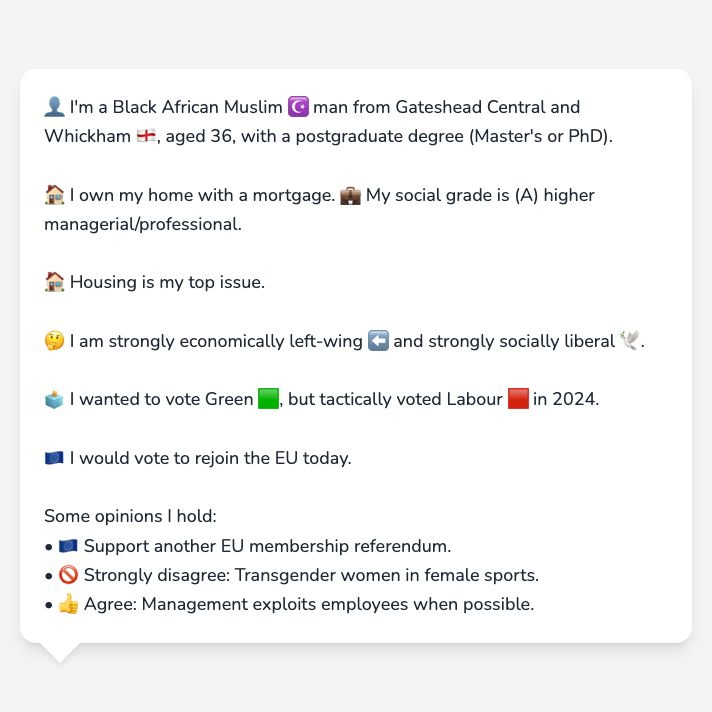 👤 I'm a Black African Muslim ☪️ man from Gateshead Central and
Whickham 🏴󠁧󠁢󠁥󠁮󠁧󠁿, aged 36, with a postgraduate degree (Master's or PhD).
🏠 I own my home with a mortgage. 💼 My social grade is (A) higher
managerial/professional.
🏠 Housing is my top issue.
🤔 I am strongly economically left-wing ⬅️ and strongly socially liberal 🕊️.
🗳️ I wanted to vote Green 🟩, but tactically voted Labour 🟥 in 2024.
🇪🇺 I would vote to rejoin the EU today.
Some opinions I hold:
• 🇪🇺 Support another EU membership referendum.
• 🚫 Strongly disagree: Transgender women in female sports.
• 👍 Agree: Management exploits employees when possible.